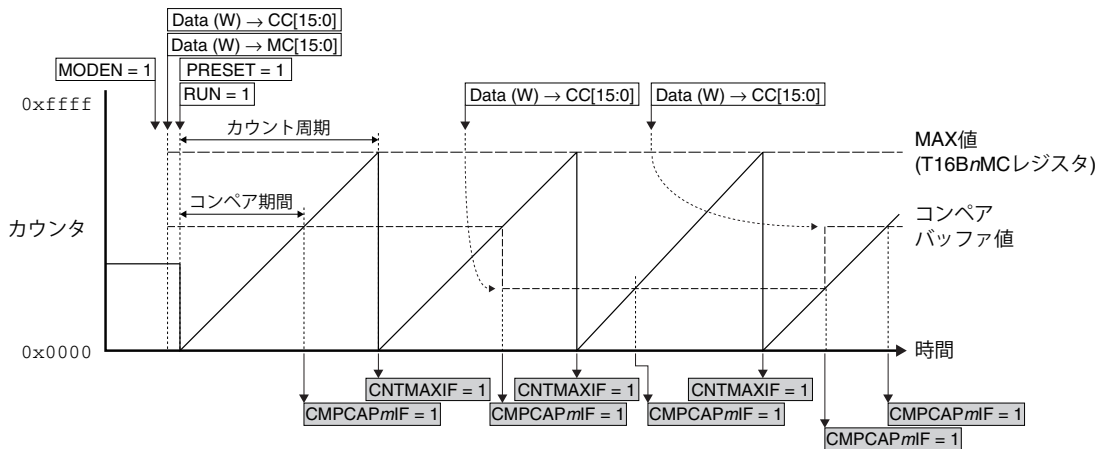 Data (W) → CC[15:0]
Data (W) → MC[15:0]
MODEN = 1
PRESET = 1
RUN = 1
Data (W) → CC[15:0]
Data (W) → CC[15:0]
0xffff
カウント周期
MAX値
(T16BnMCレジスタ)
コンペア期間
カウンタ
コンペア
バッファ値
0x0000
時間
CNTMAXIF = 1
CNTMAXIF = 1
CNTMAXIF = 1
CMPCAPmIF = 1
CMPCAPmIF = 1
CMPCAPmIF = 1
CMPCAPmIF = 1
CMPCAPmIF = 1